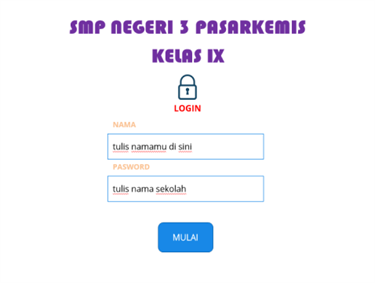 SMP NEGERI 3 PASARKEMIS
KELAS IX
LOGIN
NAMA
tulis namamu di sini
PASWORD
tulis nama sekolah
MULAI